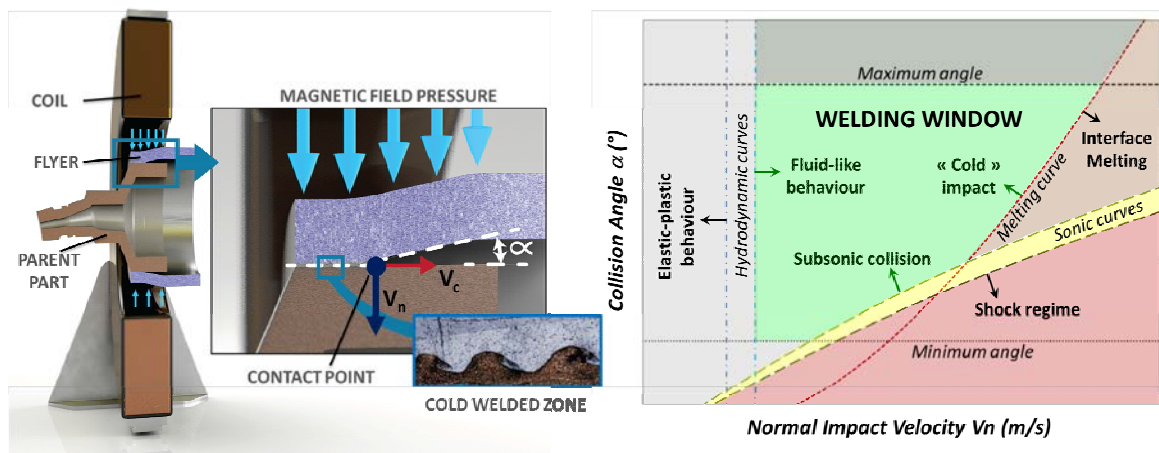 COIL
FLYER
PARENT
PART
MAGNETIC FIELD PRESSURE
α
Vc
Vn
CONTACT POINT
COLD WELDED ZONE
Collision Angle α (°)
Elastic-plastic
behaviour
Hydrodynamic curves
Maximum angle
WELDING WINDOW
Fluid-like
behaviour
« Cold »
impact
Melting curve
Interface
Melting
Sonic curves
Subsonic collision
Shock regime
Minimum angle
Normal Impact Velocity Vn (m/s)